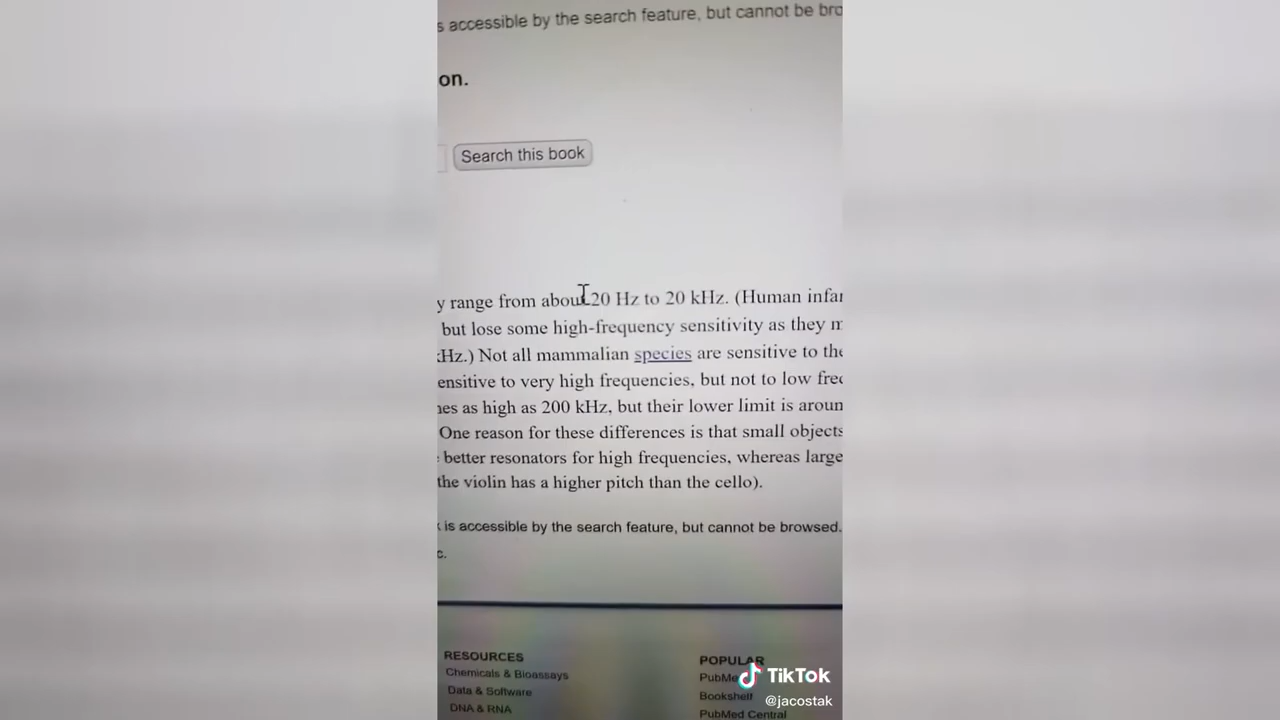 s accessible by the search feature, but cannot be bro
on.
Search this book
y range from about 20 Hz to 20 kHz. (Human infar
but lose some high-frequency sensitivity as they m
Hz.) Not all mammalian species are sensitive to the
ensitive to very high frequencies, but not to low fre
es as high as 200 kHz, but their lower limit is aroun
One reason for these differences is that small objects
better resonators for high frequencies, whereas large
the violin has a higher pitch than the cello).
is accessible by the search feature, but cannot be browsed.
c.
RESOURCES
Chemicals & Bioassays
Data & Software
DNA & RNA
POPULAR
PubMe
Bookshelf
PubMed Central
TikTok
@jacostak